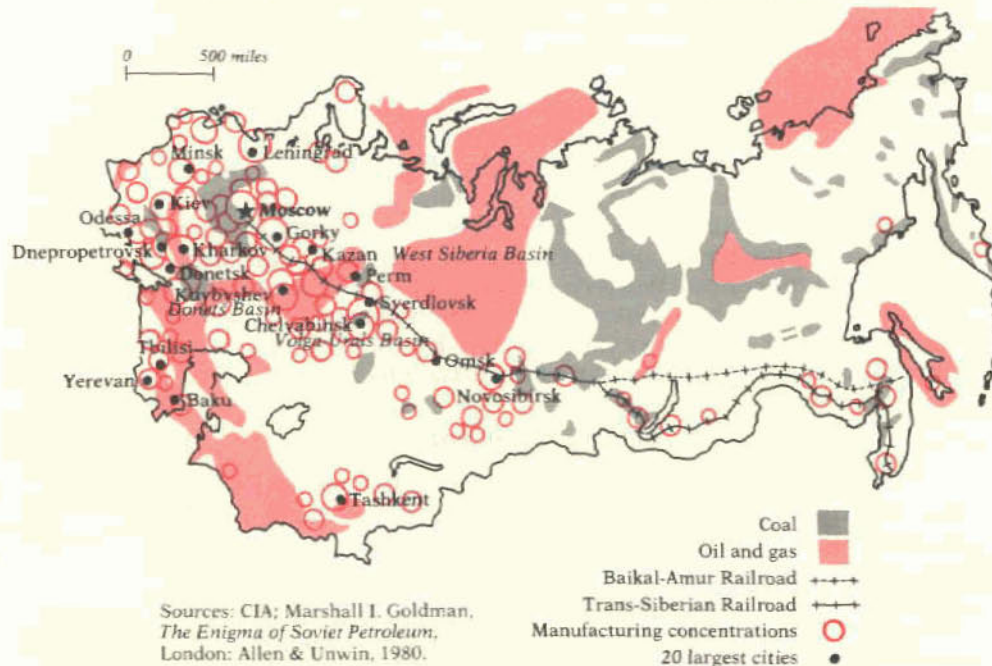 0 500 miles
Minsk
Leningrad
Kiev
Moscow
Odessa
Gorky
Dnepropetrovsk
Kharkov
Kazan
West Siberia Basin
Donetsk
Perm
Kuybyshev
Donets Basin
Sverdlovsk
Chelyabinsk
Volga-Urals Basin
Tbilisi
Omsk
Yerevan
Novosibirsk
Baku
Tashkent
Coal
Oil and gas
Baikal-Amur Railroad
Trans-Siberian Railroad
Manufacturing concentrations
20 largest cities
Sources: CIA; Marshall I. Goldman,
The Enigma of Soviet Petroleum,
London: Allen & Unwin, 1980.